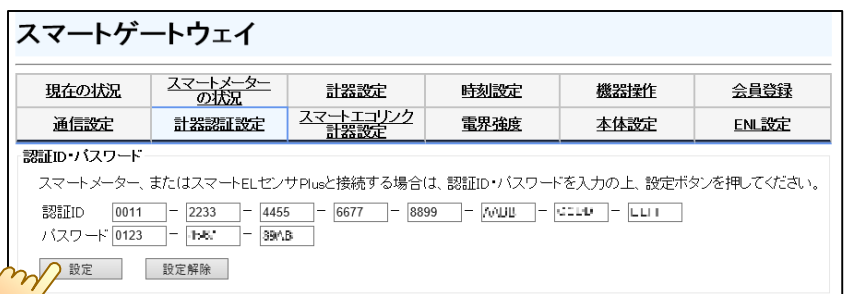 スマートゲートウェイ
現在の状況 スマートメーターの状況 計器設定 時刻設定 機器操作 会員登録
通信設定 計器認証設定 スマートエコリンク計器設定 電界強度 本体設定 ENL設定
認証ID・パスワード
スマートメーター、またはスマートELセンサPlusと接続する場合は、認証ID・パスワードを入力の上、設定ボタンを押してください。
認証ID 0011 - 2233 - 4455 - 6677 - 8899 - - -
パスワード 0123 - - 89AB
設定 設定解除